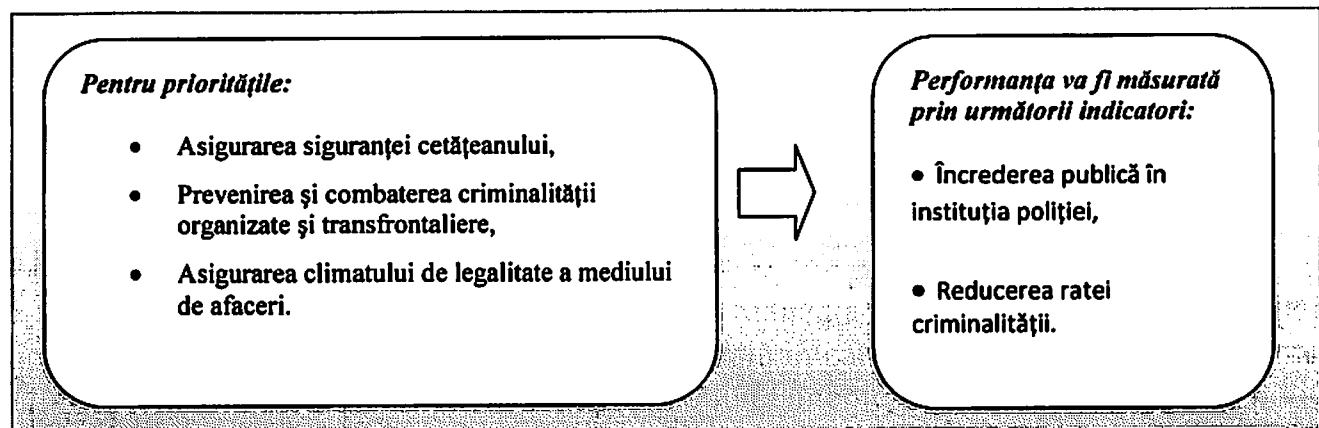 Pentru prioritățile:
• Asigurarea siguranței cetățeanului,
• Prevenirea și combaterea criminalității
organizate și transfrontaliere,
• Asigurarea climatului de legalitate a mediului
de afaceri.
Performanța va fi măsurată
prin următorii indicatori:
• Încrederea publică în
instituția poliției,
• Reducerea ratei
criminalității.